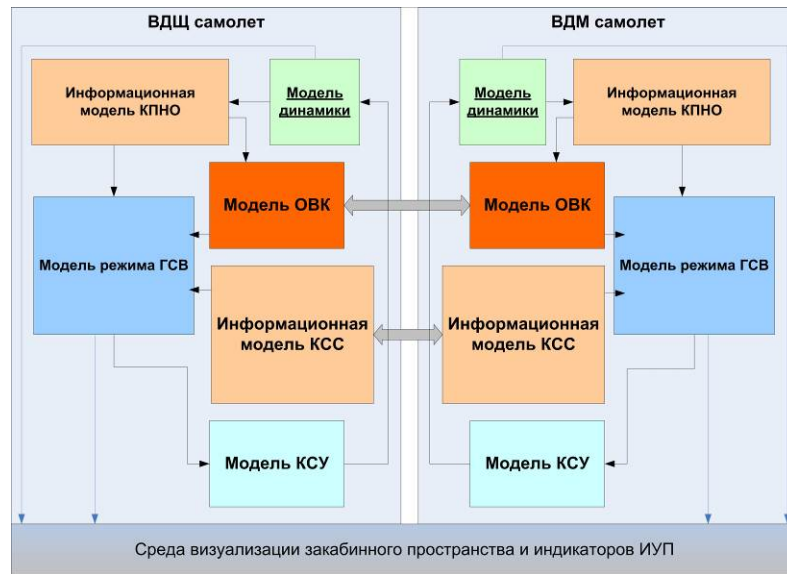 ВДЩ самолет
Информационная
модель КПНО
Модель
динамики
Модель ОВК
Модель режима ГСВ
Информационная
модель КСС
Модель КСУ
ВДМ самолет
Модель
динамики
Информационная
модель КПНО
Модель ОВК
Модель режима ГСВ
Информационная
модель КСС
Модель КСУ
Среда визуализации закабинного пространства и индикаторов ИУП